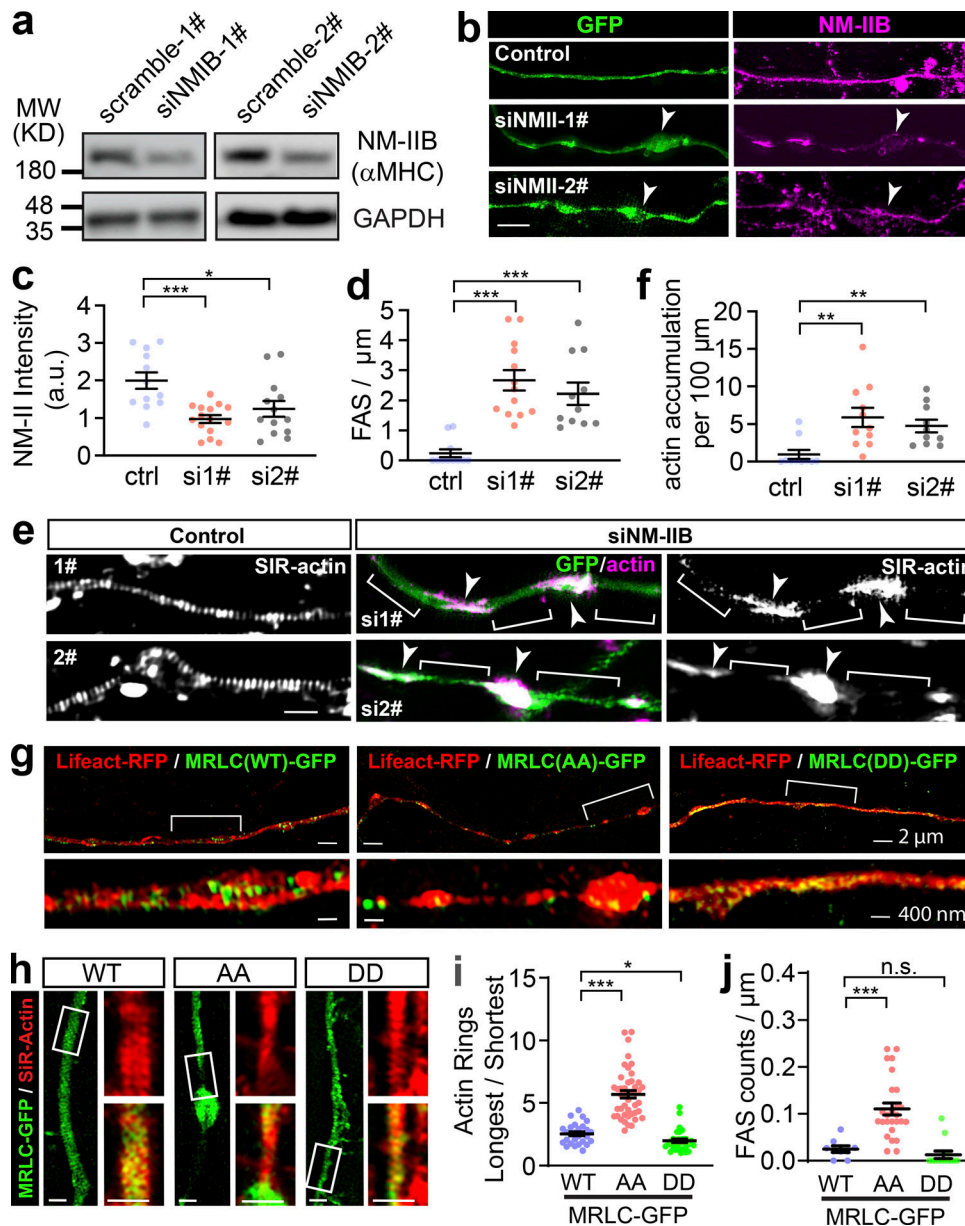 a
scramble-1#
siNMIB-1#
scramble-2#
siNMIB-2#
MW
(KD)
180
48
35
NM-IIB
(αMHC)
GAPDH
b
GFP
NM-IIB
Control
siNMII-1#
siNMII-2#
c
NM-II Intensity
(a.u.)
4
3
2
1
0
***
*
ctrl
si1#
si2#
d
FAS / μm
5
4
3
2
1
0
***
***
ctrl
si1#
si2#
f
actin accumulation
per 100 μm
20
15
10
5
0
**
**
ctrl
si1#
si2#
e
Control
siNM-IIB
1#
SIR-actin
GFP/actin
si1#
SIR-actin
2#
si2#
g
Lifeact-RFP / MRLC(WT)-GFP
Lifeact-RFP / MRLC(AA)-GFP
Lifeact-RFP / MRLC(DD)-GFP
2 μm
400 nm
h
WT
AA
DD
MRLC-GFP / SiR-Actin
i
Actin Rings
Longest / Shortest
15
10
5
0
***
*
WT
AA
DD
MRLC-GFP
j
FAS counts / μm
0.4
0.3
0.2
0.1
0.0
n.s.
***
WT
AA
DD
MRLC-GFP